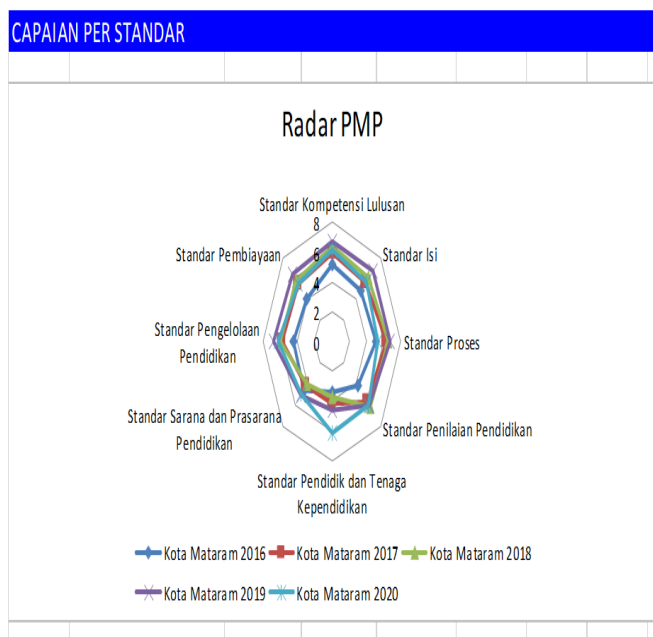 CAPAIAN PER STANDAR
Radar PMP
Standar Kompetensi Lulusan
8
6
4
2
0
Standar Isi
Standar Proses
Standar Penilaian Pendidikan
Standar Pendidik dan Tenaga
Kependidikan
Standar Sarana dan Prasarana
Pendidikan
Standar Pengelolaan
Pendidikan
Standar Pembiayaan
Kota Mataram 2016 Kota Mataram 2017 Kota Mataram 2018
Kota Mataram 2019 Kota Mataram 2020